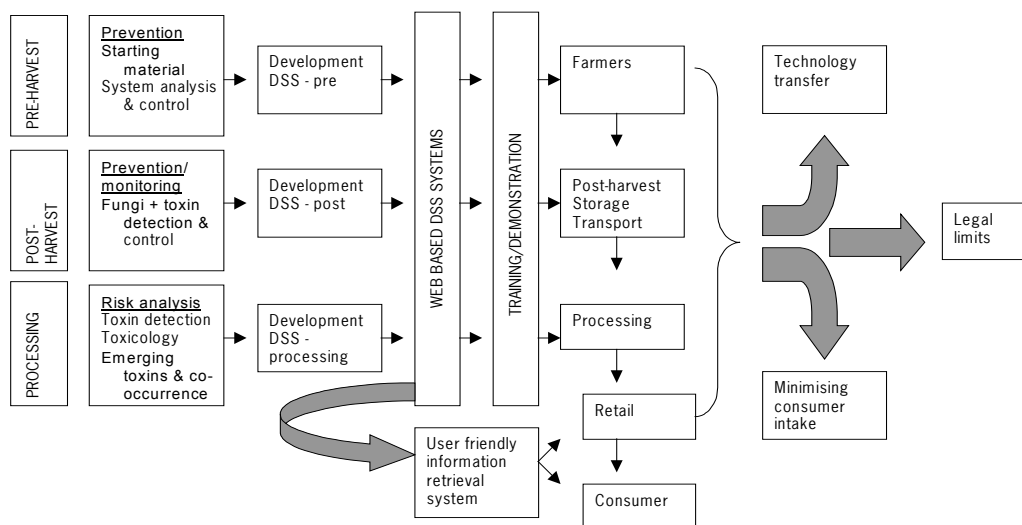 PRE-HARVEST
Prevention
Starting
material
System analysis
& control
Development
DSS - pre
WEB BASED DSS SYSTEMS
TRAINING/DEMONSTRATION
Farmers
Technology
transfer
POST-
HARVEST
Prevention/
monitoring
Fungi + toxin
detection &
control
Development
DSS - post
Post-harvest
Storage
Transport
Legal
limits
PROCESSING
Risk analysis
Toxin detection
Toxicology
Emerging
toxins & co-
occurrence
Development
DSS -
processing
Processing
Retail
Minimising
consumer
intake
User friendly
information
retrieval
system
Consumer